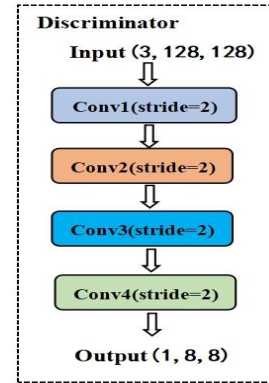 Discriminator
Input (3, 128, 128)
Conv1(stride=2)
Conv2(stride=2)
Conv3(stride=2)
Conv4(stride=2)
Output (1, 8, 8)